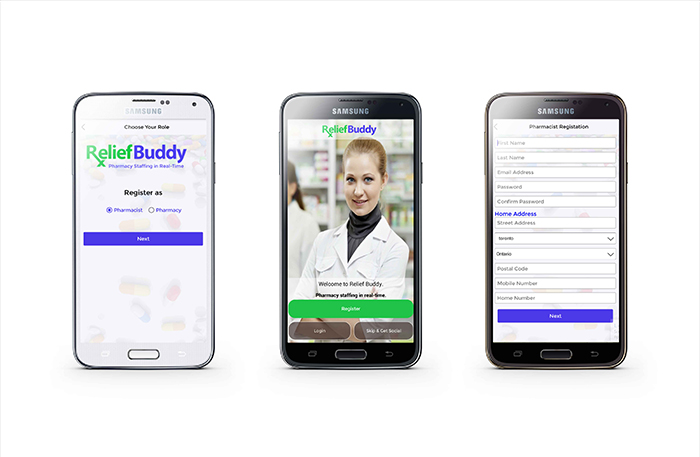 SAMSUNG
Choose Your Role
ReliefBuddy
Pharmacy Staffing in Real-Time
Register as
Pharmacist Pharmacy
Next
SAMSUNG
ReliefBuddy
Welcome to Relief Buddy.
Pharmacy staffing in real-time.
Register
Login Skip & Get Social
SAMSUNG
Pharmacist Registation
First Name
Last Name
Email Address
Password
Confirm Password
Home Address
Street Address
Toronto
Ontario
Postal Code
Mobile Number
Home Number
Next